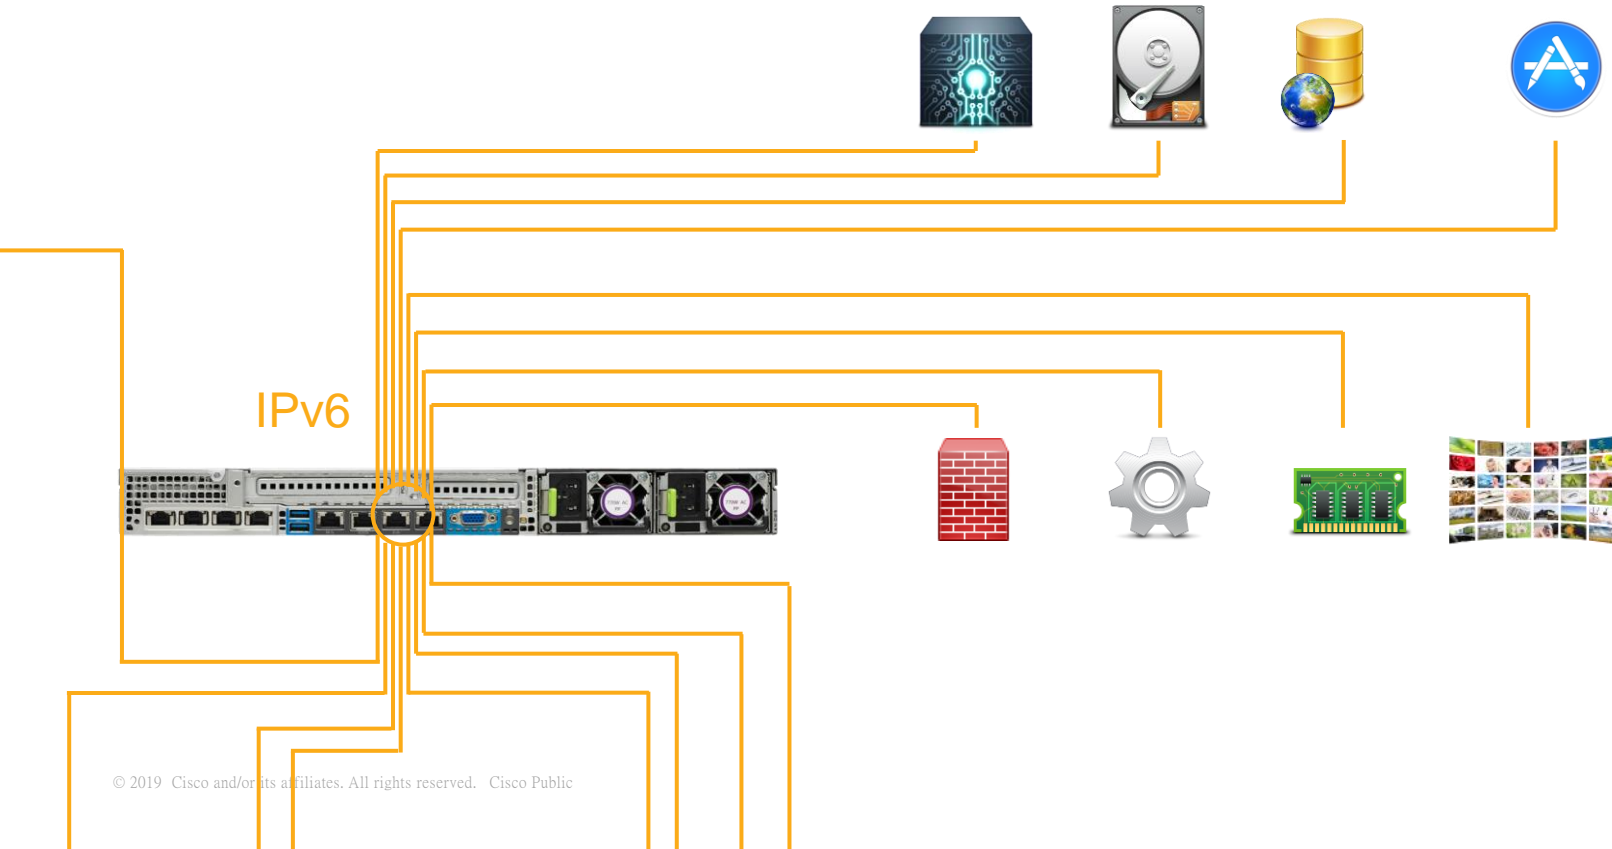 IPv6
© 2019 Cisco and/or its affiliates. All rights reserved. Cisco Public